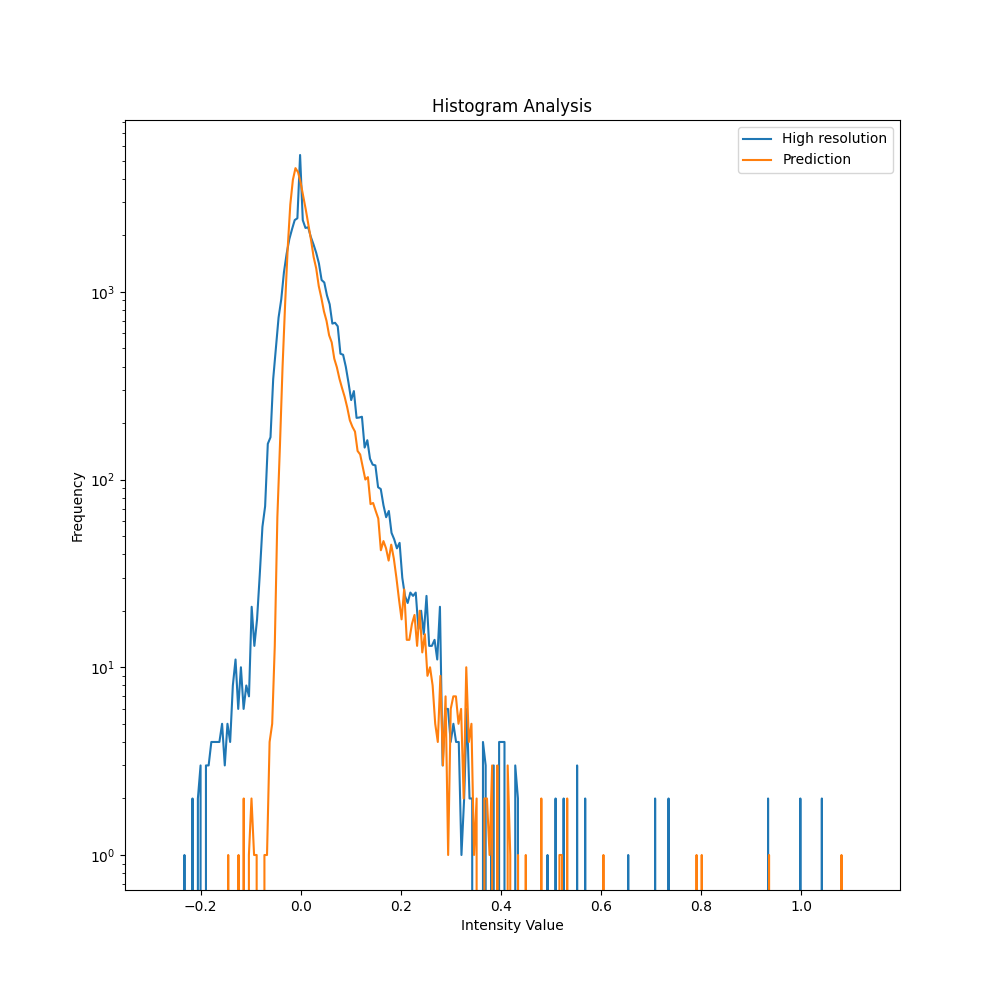 Histogram Analysis
High resolution
Prediction
Frequency
10³
10²
10¹
10⁰
−0.2 0.0 0.2 0.4 0.6 0.8 1.0
Intensity Value